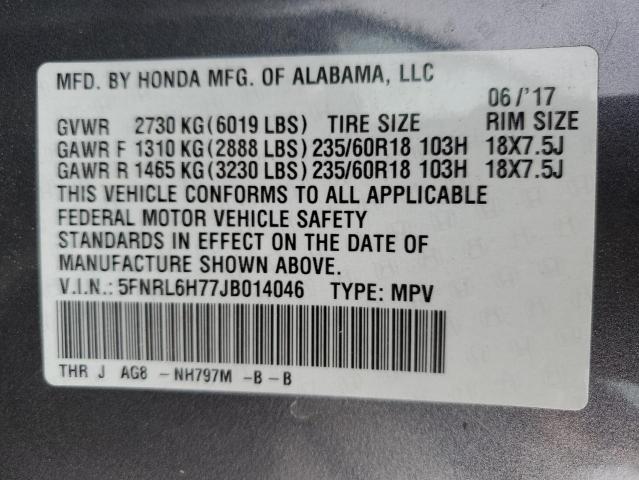 MFD. BY HONDA MFG. OF ALABAMA, LLC
06/'17
GVWR 2730 KG(6019 LBS) TIRE SIZE RIM SIZE
GAWR F 1310 KG(2888 LBS) 235/60R18 103H 18X7.5J
GAWR R 1465 KG(3230 LBS) 235/60R18 103H 18X7.5J
THIS VEHICLE CONFORMS TO ALL APPLICABLE
FEDERAL MOTOR VEHICLE SAFETY
STANDARDS IN EFFECT ON THE DATE OF
MANUFACTURE SHOWN ABOVE.
V.I.N.: 5FNRL6H77JB014046 TYPE: MPV
THR J AG8 - NH797M - B - B